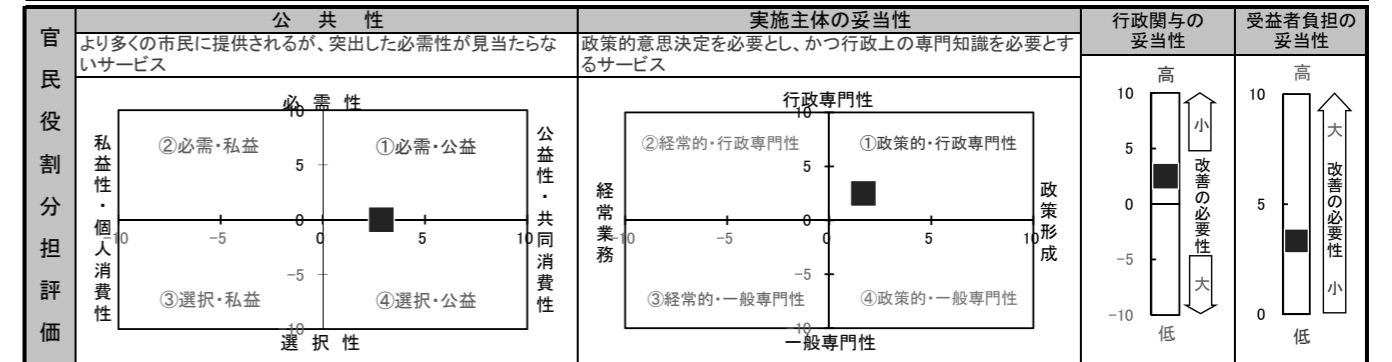 官民役割分担評価
公共性
実施主体の妥当性
行政関与の
妥当性
受益者負担の
妥当性
より多くの市民に提供されるが、突出した必需性が見当たらな
いサービス
政策的意思決定を必要とし、かつ行政上の専門知識を必要とす
るサービス
必需性
10
②必需・私益
①必需・公益
5
私益性・個人消費性
公益性・共同消費性
0
-10
-5
0
5
10
-5
③選択・私益
④選択・公益
-10
選択性
行政専門性
10
②経常的・行政専門性
①政策的・行政専門性
5
経常業務
政策形成
0
-10
-5
0
5
10
-5
③経常的・一般専門性
④政策的・一般専門性
-10
一般専門性
高
10
5
0
-5
-10
低
小
改善の必要性
大
高
10
5
0
低
大
改善の必要性
小